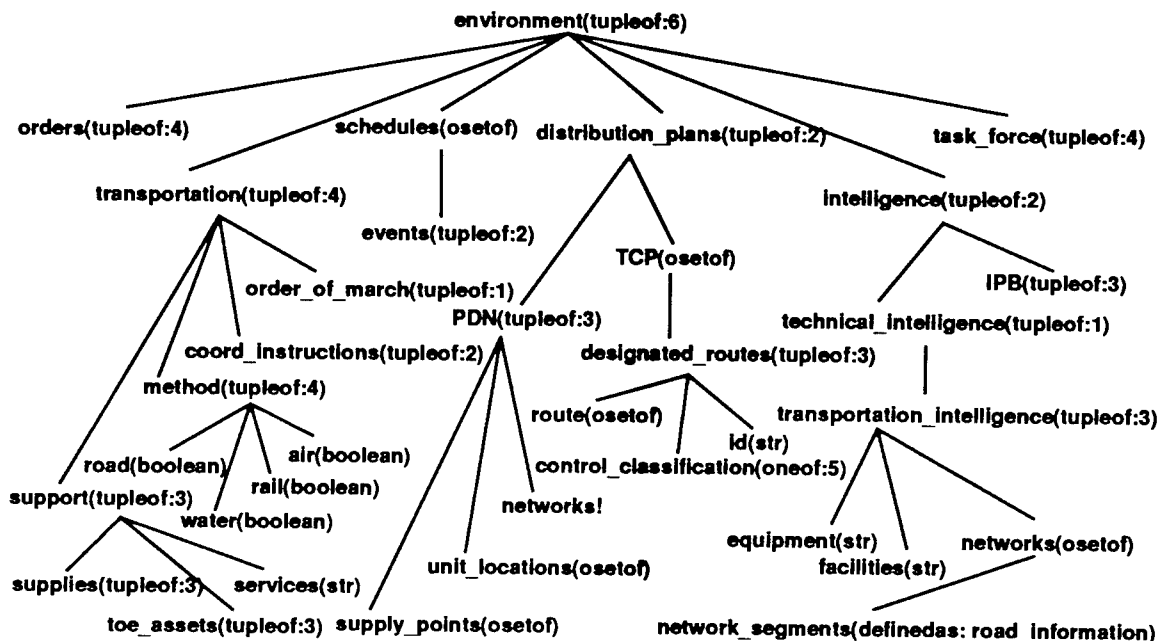 environment(tupleof:6)
orders(tupleof:4)
schedules(osetof)
distribution_plans(tupleof:2)
task_force(tupleof:4)
transportation(tupleof:4)
intelligence(tupleof:2)
events(tupleof:2)
TCP(osetof)
order_of_march(tupleof:1)
IPB(tupleof:3)
PDN(tupleof:3)
technical_intelligence(tupleof:1)
coord_instructions(tupleof:2)
designated_routes(tupleof:3)
method(tupleof:4)
route(osetof)
transportation_intelligence(tupleof:3)
id(str)
road(boolean)
air(boolean)
control_classification(oneof:5)
rail(boolean)
support(tupleof:3)
networks!
water(boolean)
equipment(str)
networks(osetof)
unit_locations(osetof)
facilities(str)
supplies(tupleof:3)
services(str)
toe_assets(tupleof:3)
supply_points(osetof)
network_segments(definedas: road_information)